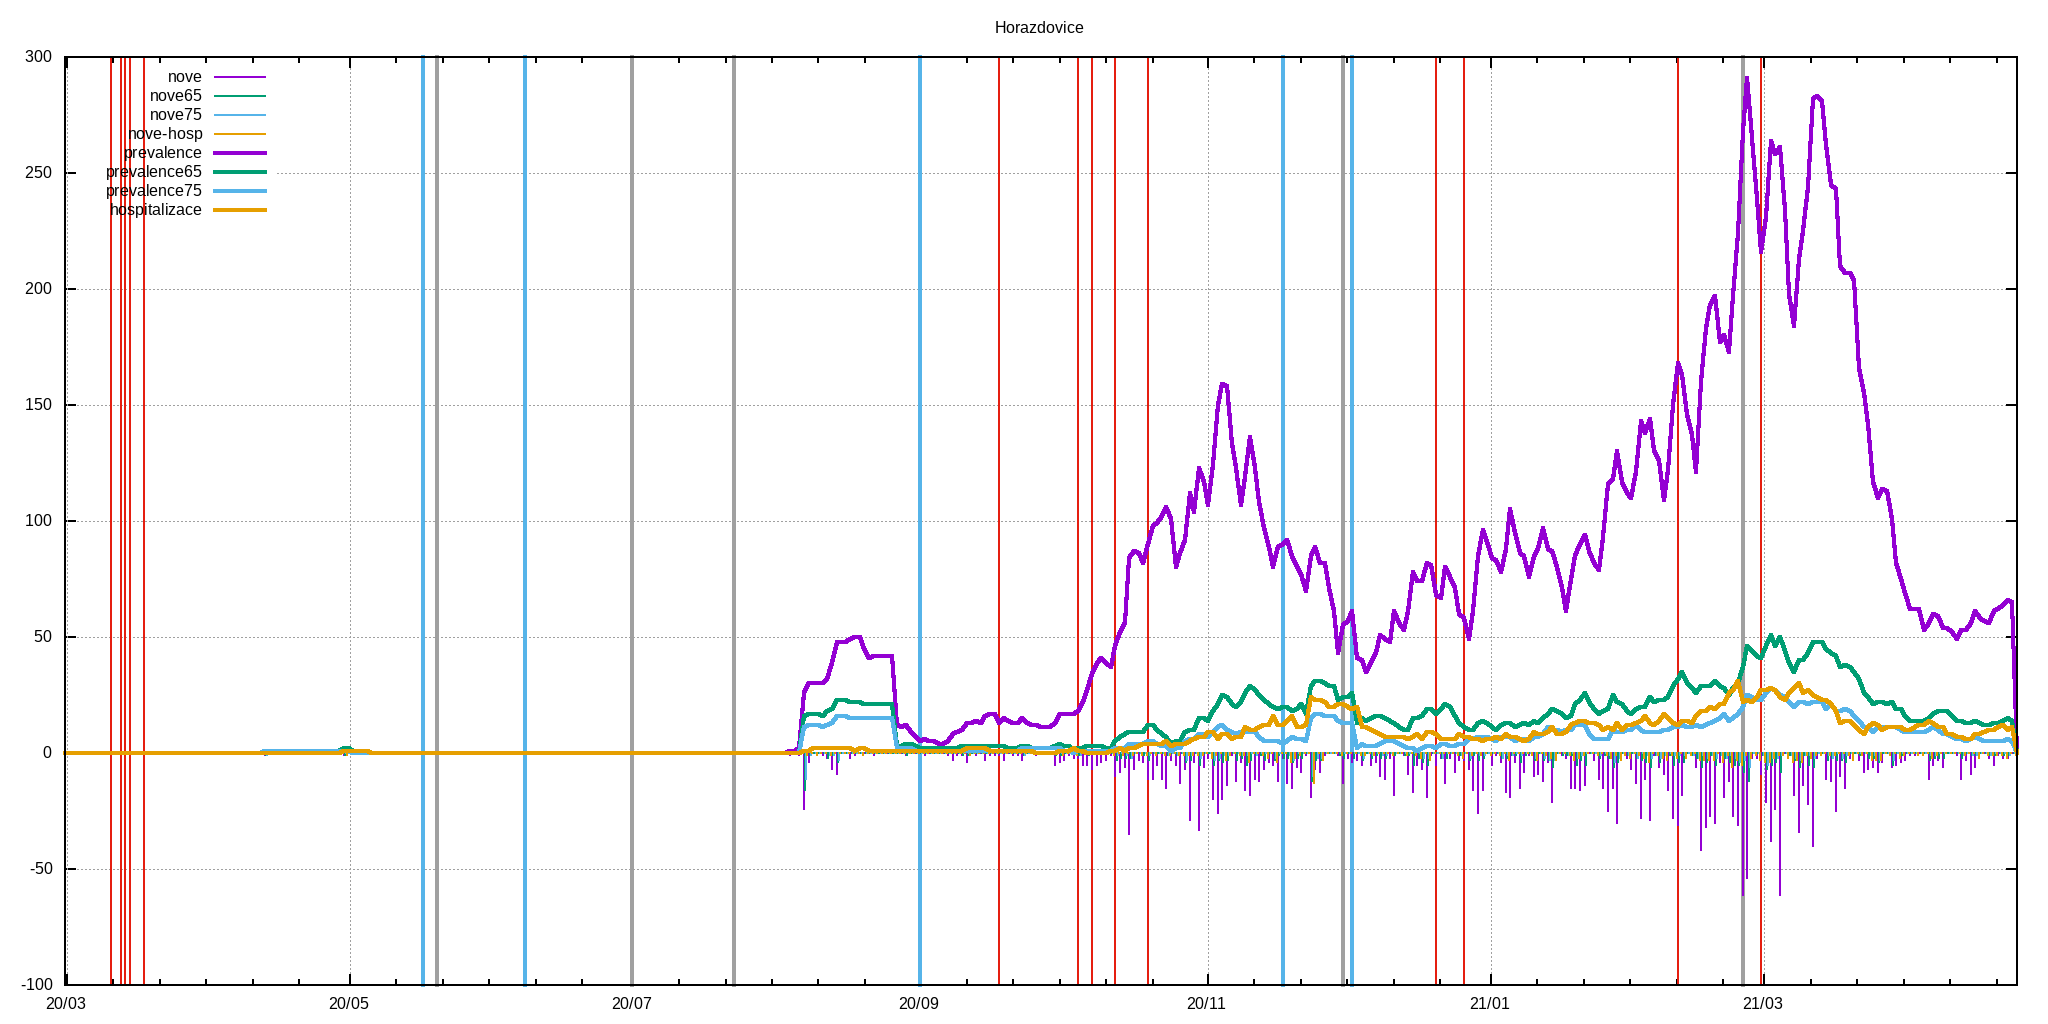 Horazdovice
300
250
200
150
100
50
0
-50
-100
nove
nove65
nove75
nove-hosp
prevalence
prevalence65
prevalence75
hospitalizace
20/03 20/05 20/07 20/09 20/11 21/01 21/03